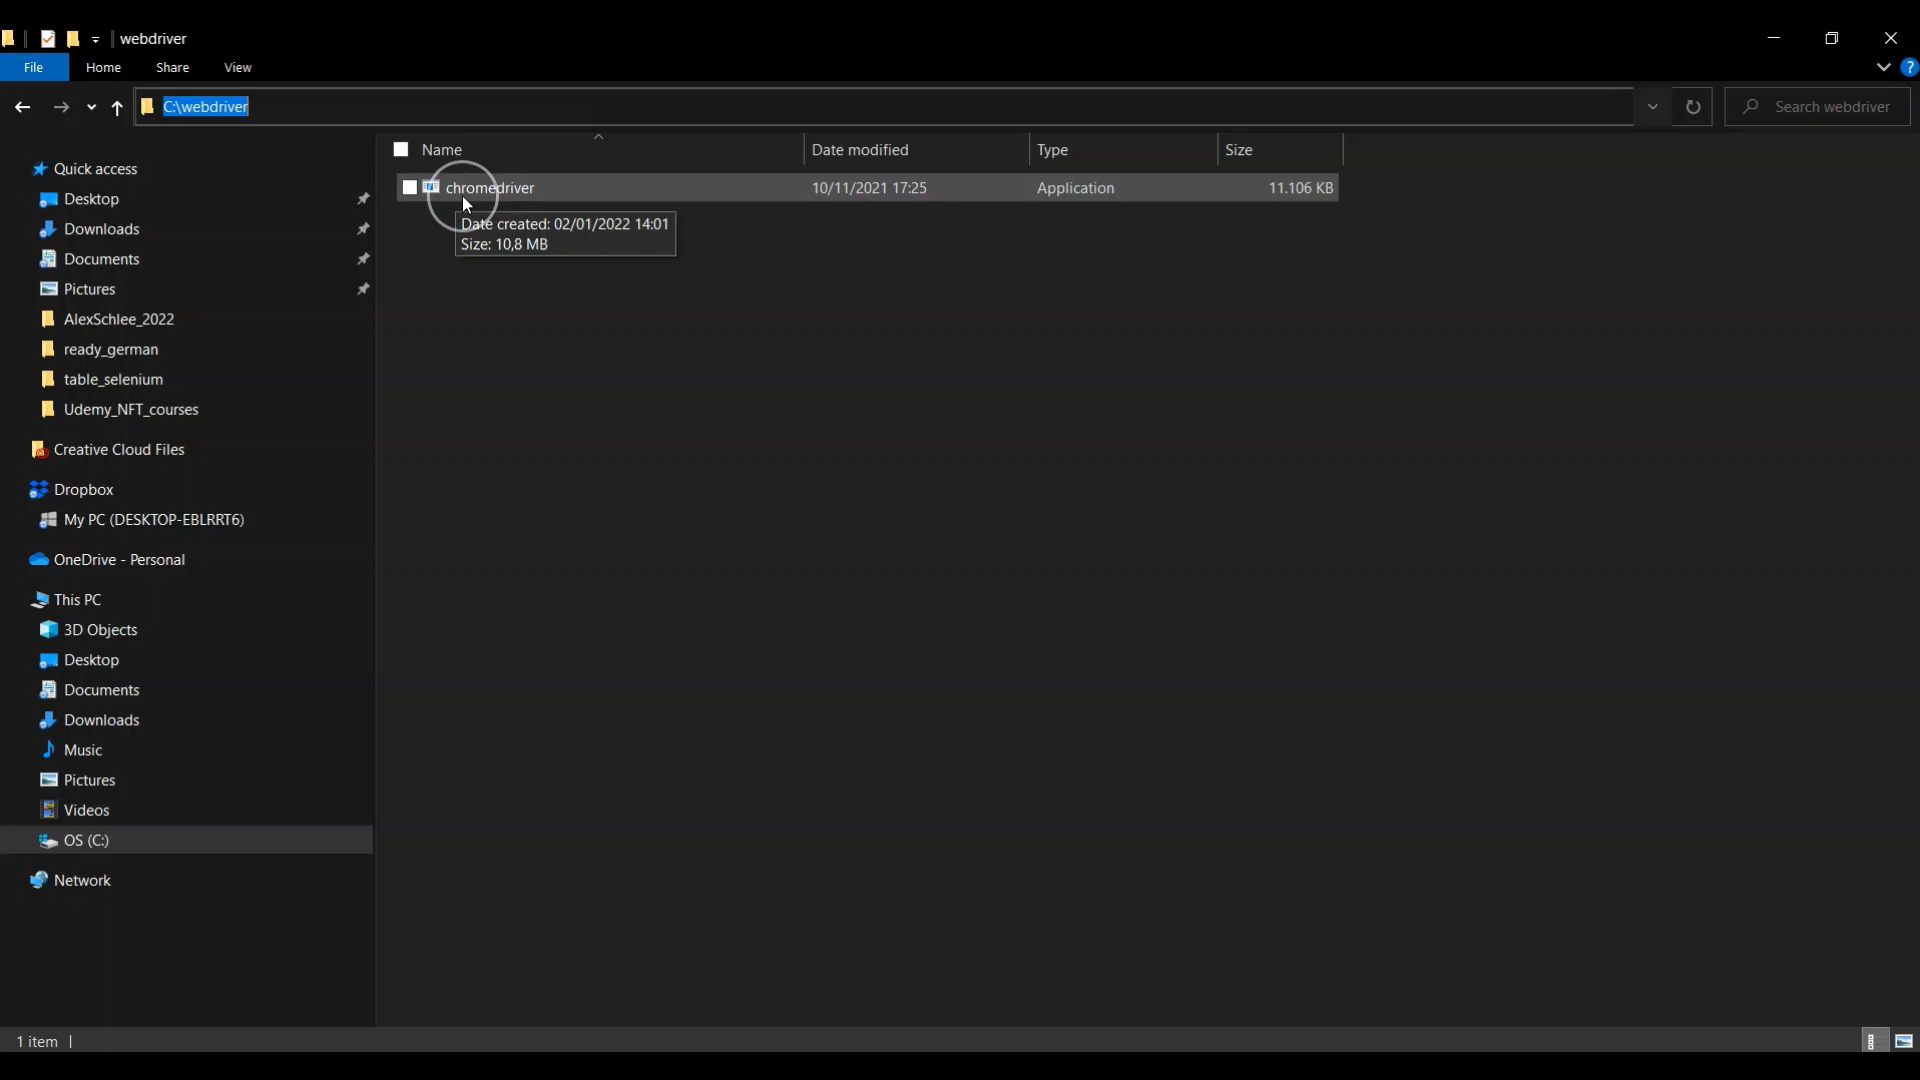 webdriver
File Home Share View
?
C:\webdriver
Search webdriver
Name Date modified Type Size
chromedriver 10/11/2021 17:25 Application 11.106 KB
Date created: 02/01/2022 14:01
Size: 10,8 MB
Quick access
Desktop
Downloads
Documents
Pictures
AlexSchlee_2022
ready_german
table_selenium
Udemy_NFT_courses
Creative Cloud Files
Dropbox
My PC (DESKTOP-EBLRRT6)
OneDrive - Personal
This PC
3D Objects
Desktop
Documents
Downloads
Music
Pictures
Videos
OS (C:)
Network
1 item